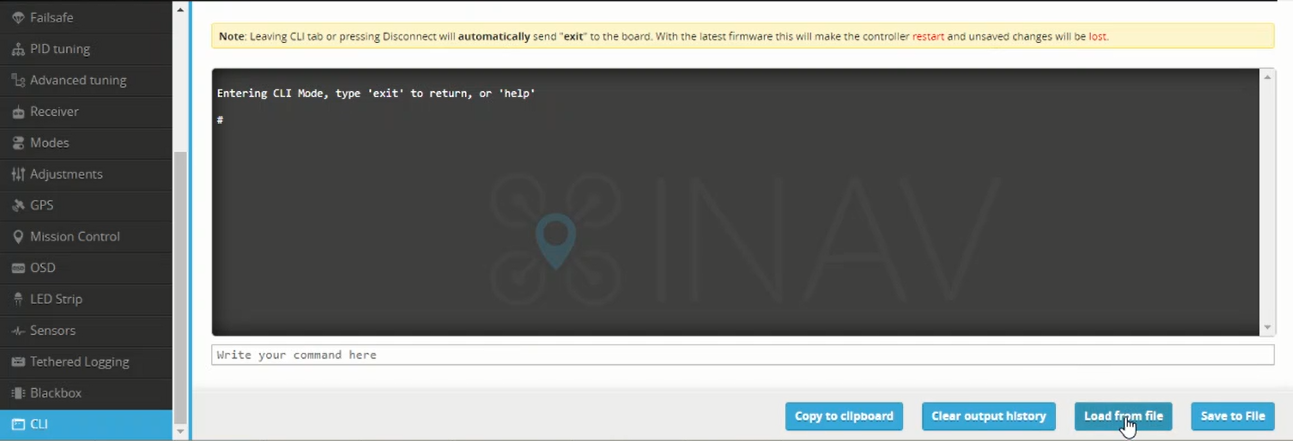 Failsafe
PID tuning
Advanced tuning
Receiver
Modes
Adjustments
GPS
Mission Control
OSD
LED Strip
Sensors
Tethered Logging
Blackbox
CLI
Note: Leaving CLI tab or pressing Disconnect will automatically send "exit" to the board. With the latest firmware this will make the controller restart and unsaved changes will be lost.
Entering CLI Mode, type 'exit' to return, or 'help'
#
INAV
Write your command here
Copy to clipboard
Clear output history
Load from file
Save to File